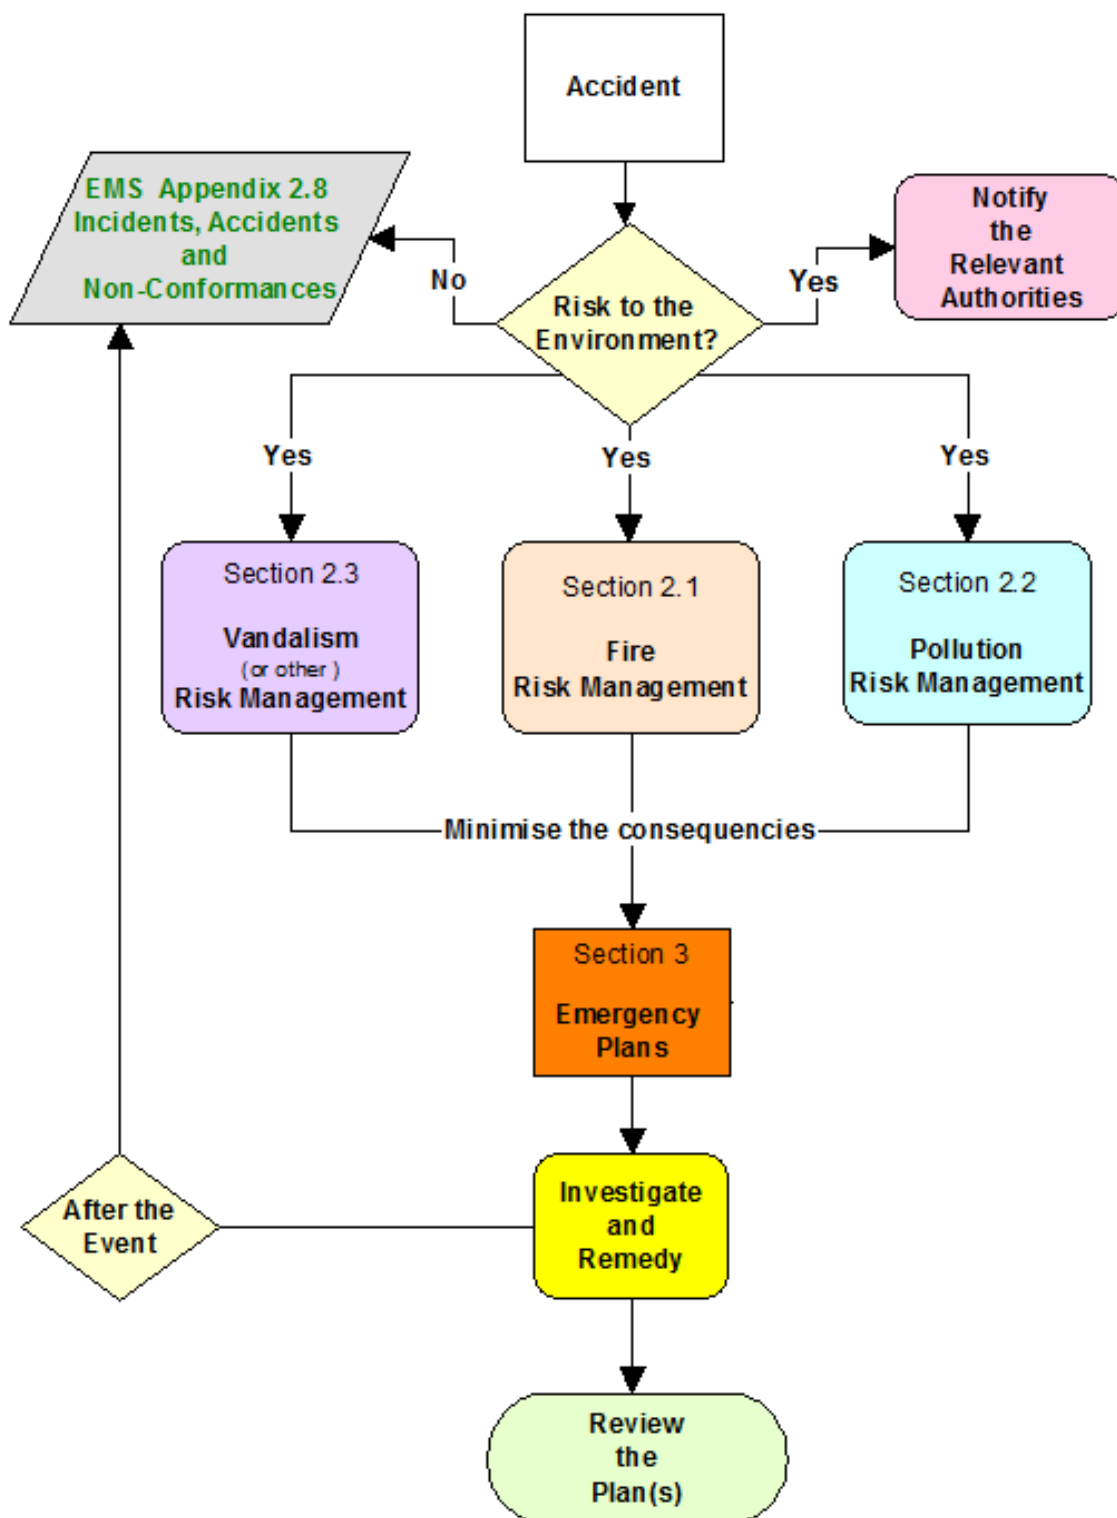 Accident
EMS Appendix 2.8
Incidents, Accidents
and
Non-Conformances
Notify
the
Relevant
Authorities
No
Yes
Risk to the
Environment?
Yes
Yes
Yes
Section 2.3
Vandalism
(or other )
Risk Management
Section 2.1
Fire
Risk Management
Section 2.2
Pollution
Risk Management
Minimise the consequencies
Section 3
Emergency
Plans
After the
Event
Investigate
and
Remedy
Review
the
Plan(s)